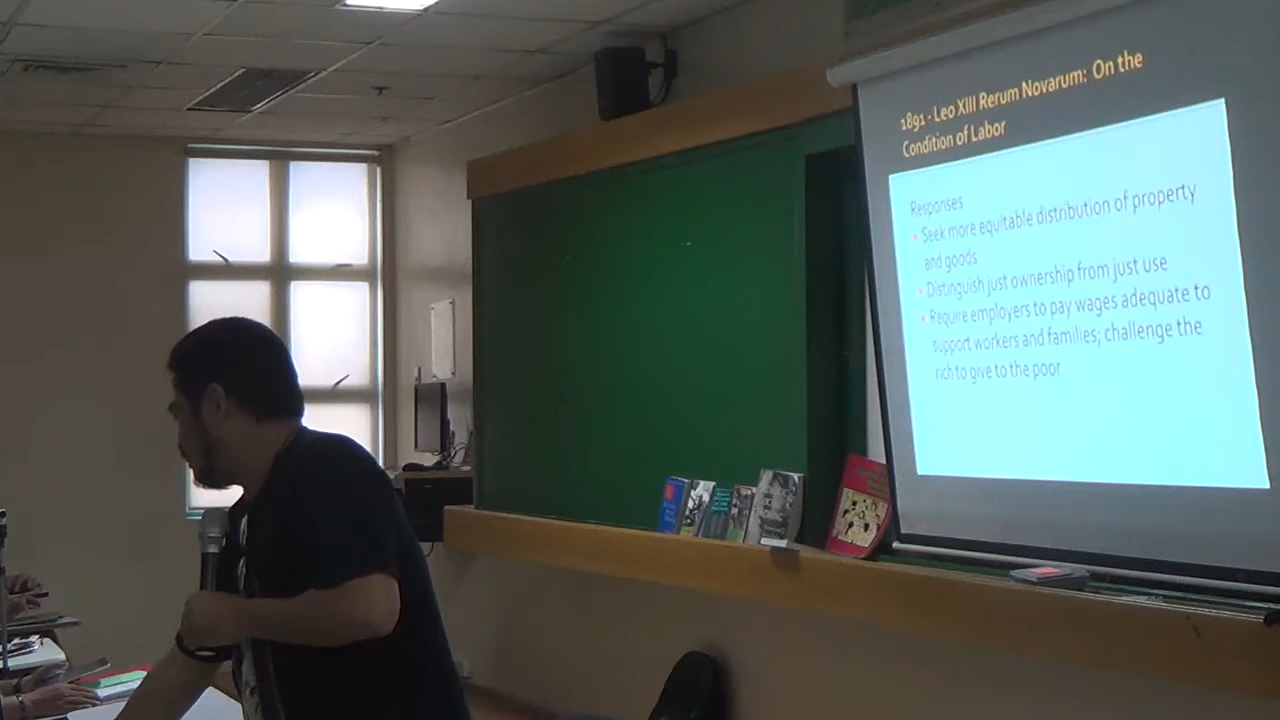 1891 - Leo XIII Rerum Novarum: On the
Condition of Labor
Responses
• Seek more equitable distribution of property
and goods
• Distinguish just ownership from just use
• Require employers to pay wages adequate to
support workers and families; challenge the
rich to give to the poor